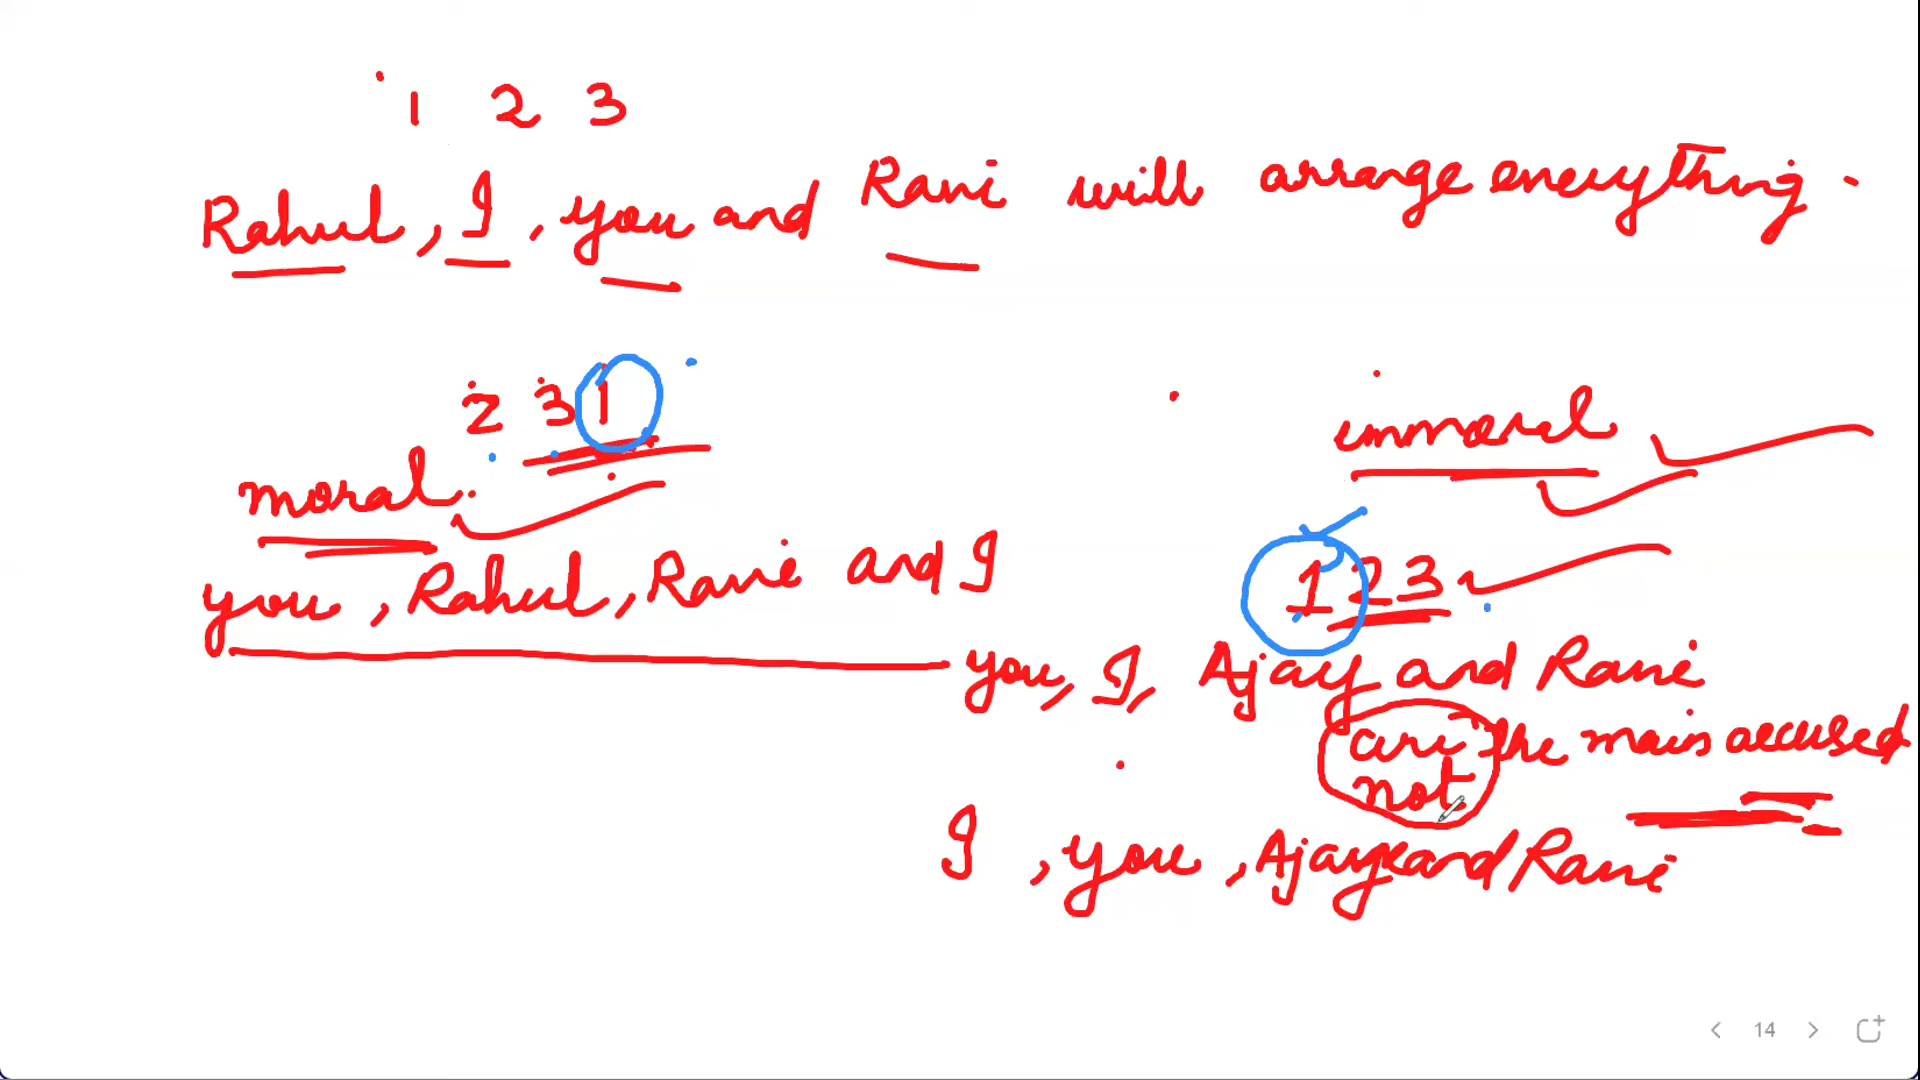 1 2 3
Rahul, I, you and Rani will arrange everything.
2 3 1
moral.
you, Rahul, Rani and I
immoral
1 2 3
you, I, Ajay and Rani
are the main accused
not
I, you, Ajay and Rani
14